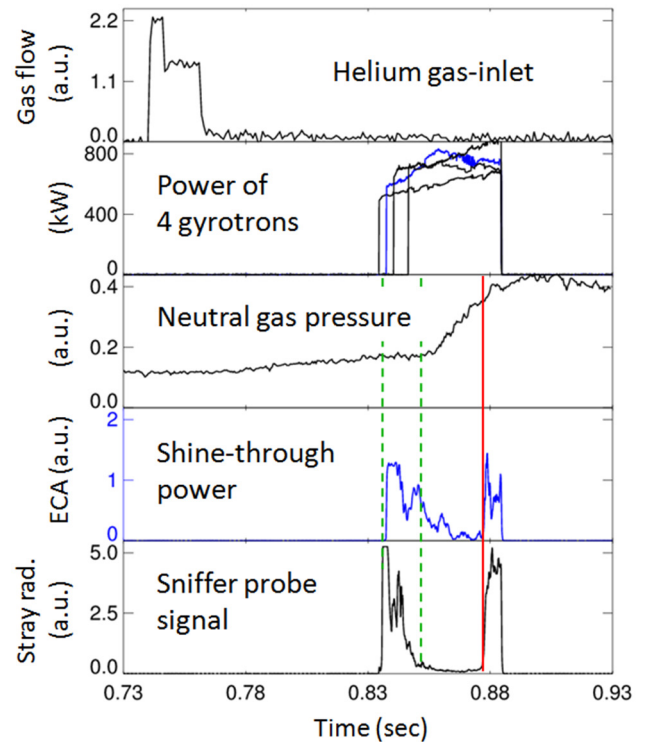 Gas flow
(a.u.)
2.2
1.1
0.0
Helium gas-inlet
(kW)
800
400
0
Power of
4 gyrotrons
(a.u.)
0.4
0.2
0.0
Neutral gas pressure
ECA (a.u.)
2
1
0
Shine-through
power
Stray rad.
(a.u.)
5.0
2.5
0.0
Sniffer probe
signal
0.73 0.78 0.83 0.88 0.93
Time (sec)